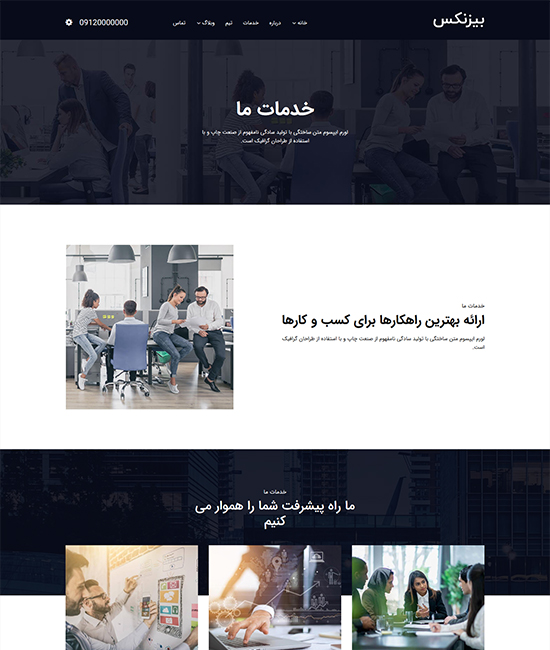 بیزنکس
خانه
درباره
خدمات
تیم
وبلاگ
تماس
09120000000
خدمات ما
لورم ایپسوم متن ساختگی با تولید سادگی نامفهوم از صنعت چاپ و با
استفاده از طراحان گرافیک است.
خدمات ما
ارائه بهترین راهکارها برای کسب و کارها
لورم ایپسوم متن ساختگی با تولید سادگی نامفهوم از صنعت چاپ و با استفاده از طراحان گرافیک
است.
خدمات ما
ما راه پیشرفت شما را هموار می
کنیم